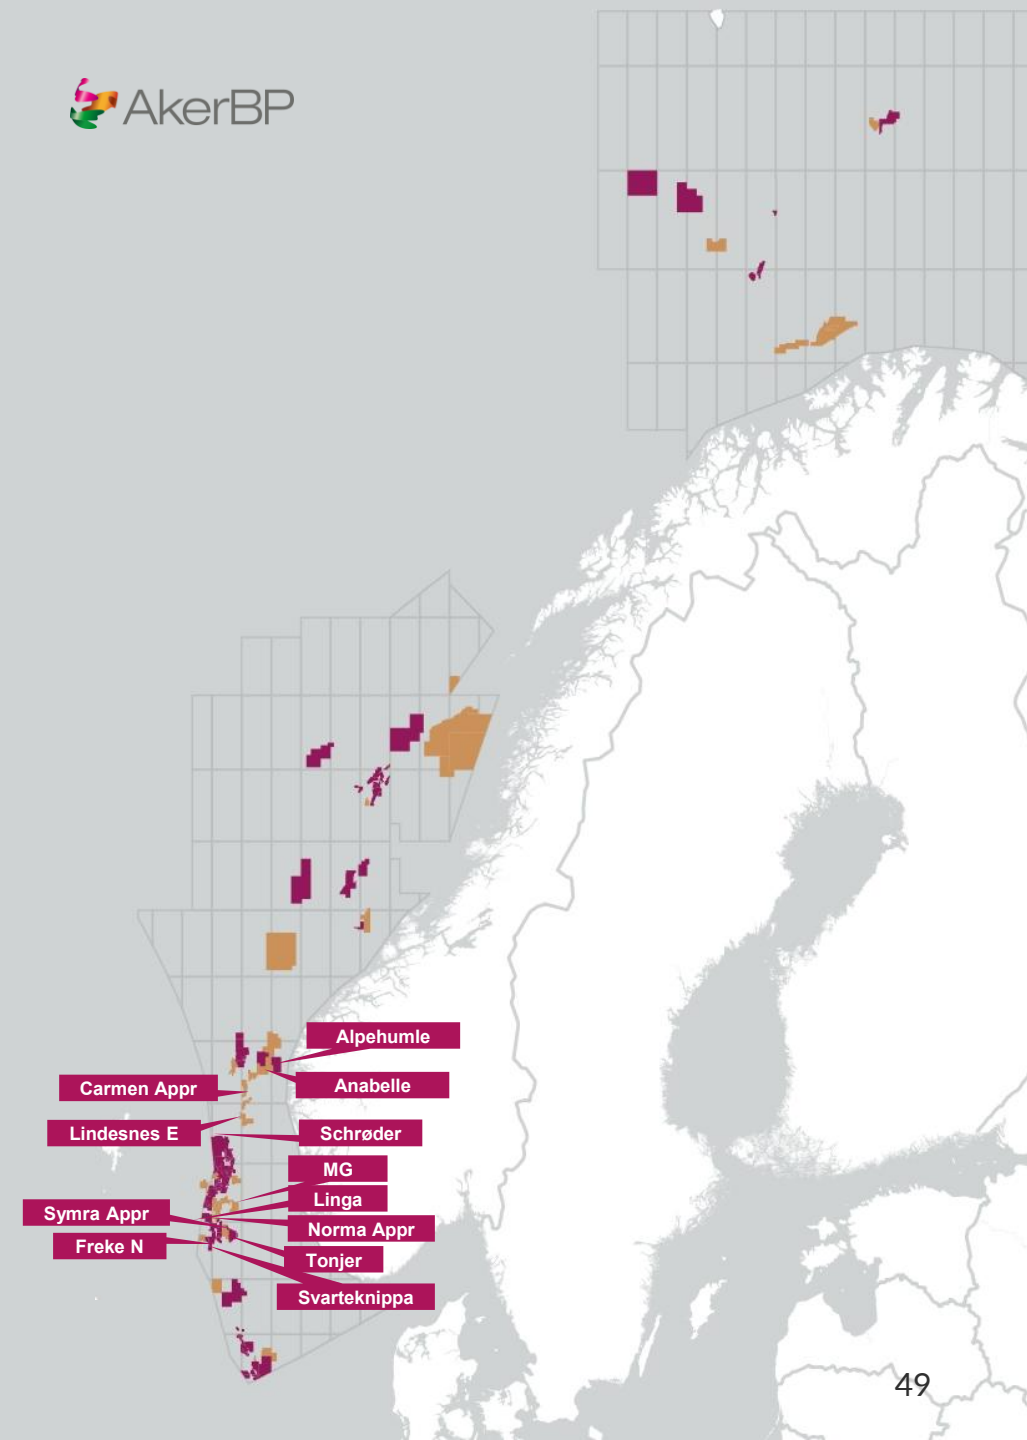 AkerBP
Alpehumle
Carmen Appr
Anabelle
Lindesnes E
Schrøder
MG
Linga
Symra Appr
Norma Appr
Freke N
Tonjer
Svarteknippa
49